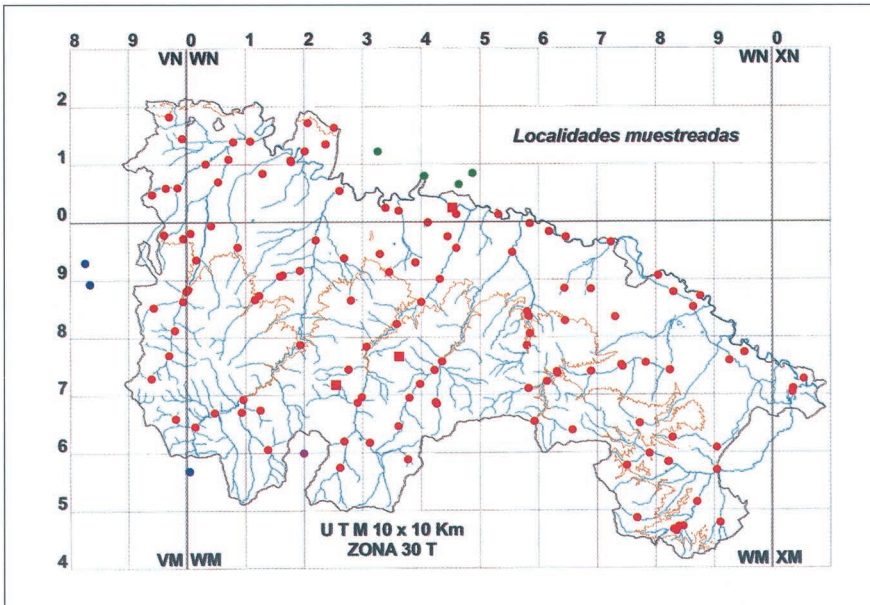 8 9 0 1 2 3 4 5 6 7 8 9 0
VN WN WN XN
2
Localidades muestreadas
1
0
9
8
7
6
5
U T M 10 x 10 Km
ZONA 30 T
VM WM WM XM
4